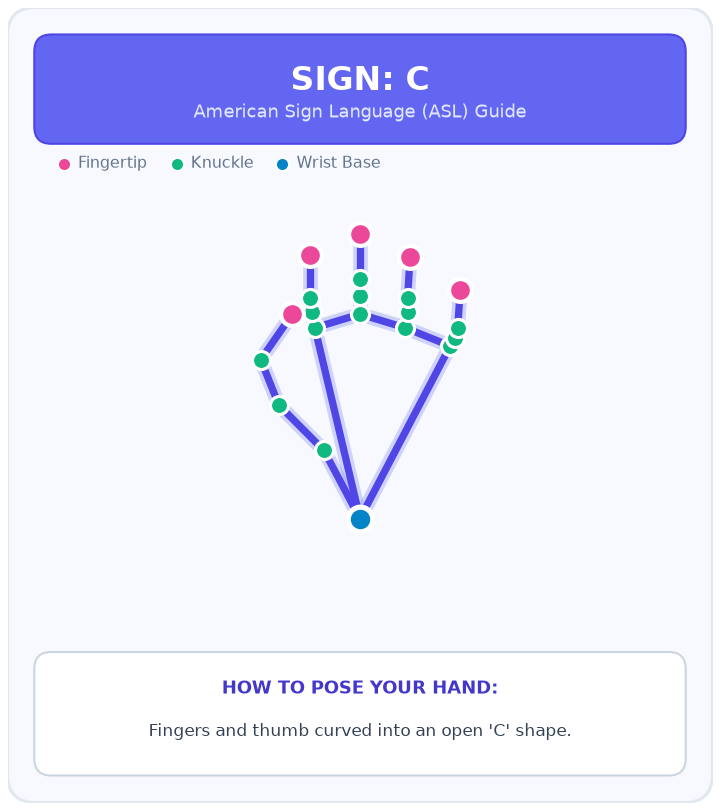 SIGN: C
American Sign Language (ASL) Guide
Fingertip Knuckle Wrist Base
HOW TO POSE YOUR HAND:
Fingers and thumb curved into an open 'C' shape.